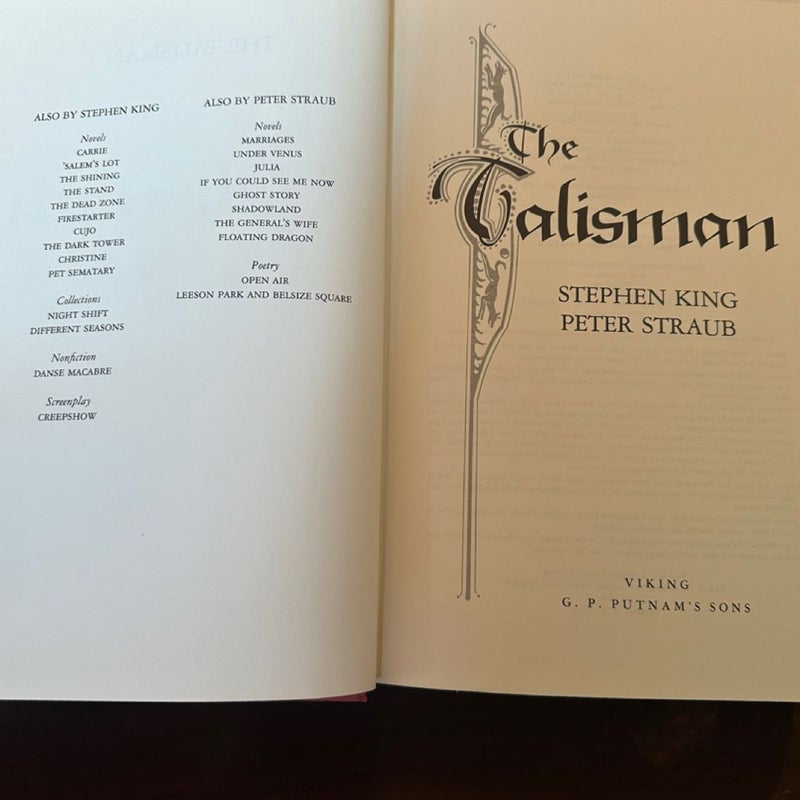 ALSO BY STEPHEN KING
Novels
CARRIE
'SALEM'S LOT
THE SHINING
THE STAND
THE DEAD ZONE
FIRESTARTER
CUJO
THE DARK TOWER
CHRISTINE
PET SEMATARY
Collections
NIGHT SHIFT
DIFFERENT SEASONS
Nonfiction
DANSE MACABRE
Screenplay
CREEPSHOW
ALSO BY PETER STRAUB
Novels
MARRIAGES
UNDER VENUS
JULIA
IF YOU COULD SEE ME NOW
GHOST STORY
SHADOWLAND
THE GENERAL'S WIFE
FLOATING DRAGON
Poetry
OPEN AIR
LEESON PARK AND BELSIZE SQUARE
The
Talisman
STEPHEN KING
PETER STRAUB
VIKING
G. P. PUTNAM'S SONS